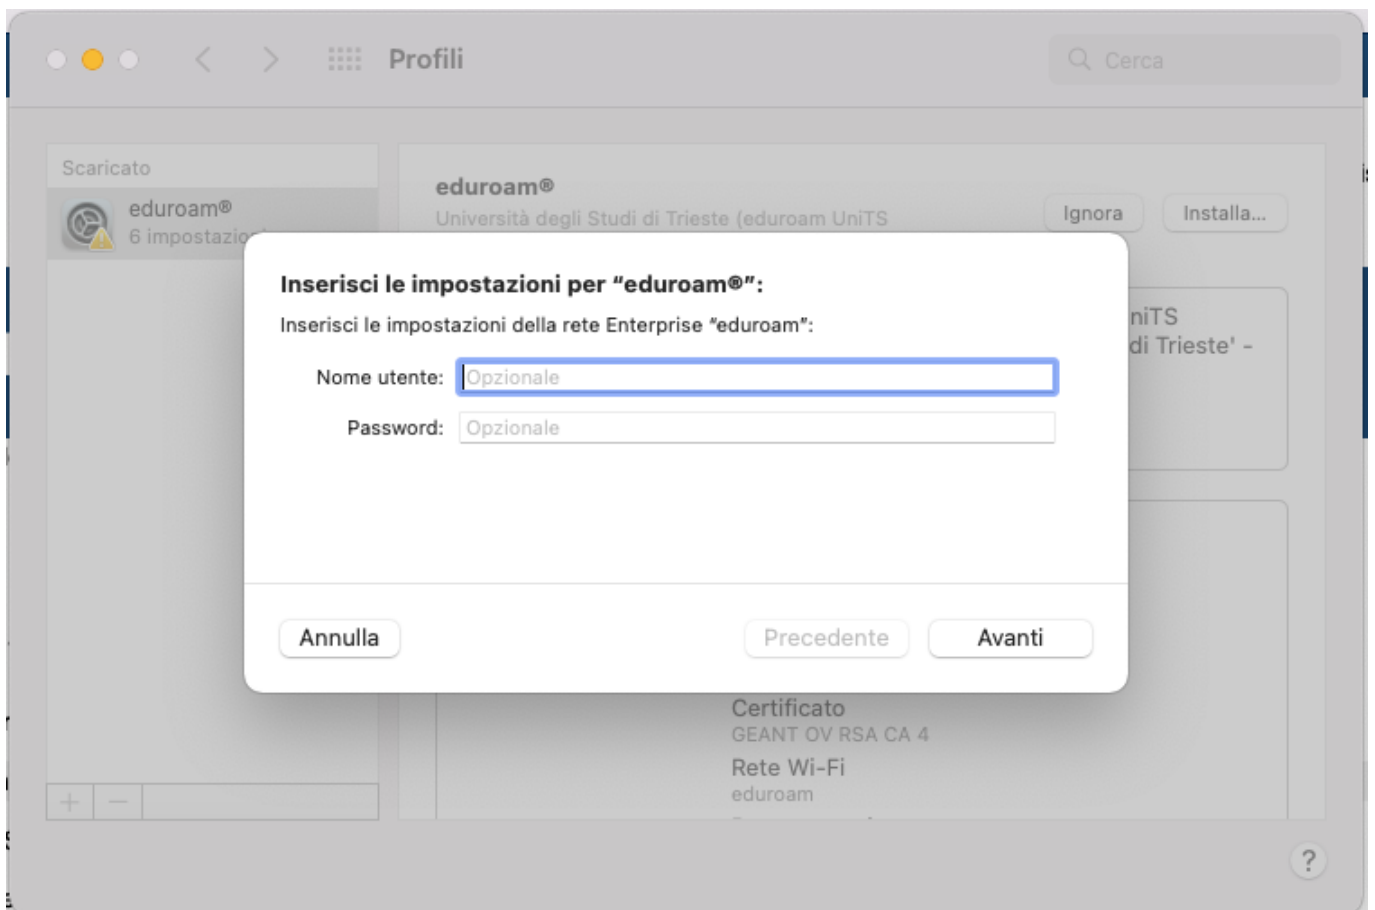 Profili
Cerca
Scaricato
eduroam®
6 impostazio
eduroam®
Università degli Studi di Trieste (eduroam UniTS
Ignora
Installa...
niTS
di Trieste' -
Inserisci le impostazioni per “eduroam®”:
Inserisci le impostazioni della rete Enterprise “eduroam”:
Nome utente: Opzionale
Password: Opzionale
Annulla
Precedente
Avanti
Certificato
GEANT OV RSA CA 4
Rete Wi-Fi
eduroam
+ −
?